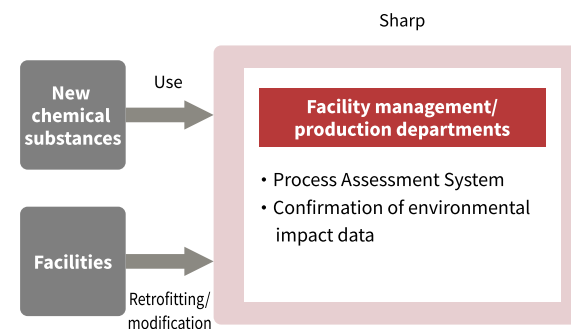 Sharp
New
chemical
substances
Use
Facility management/
production departments
・Process Assessment System
・Confirmation of environmental
impact data
Facilities
Retrofitting/
modification